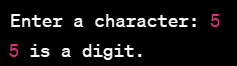 Enter a character: 5
5 is a digit.